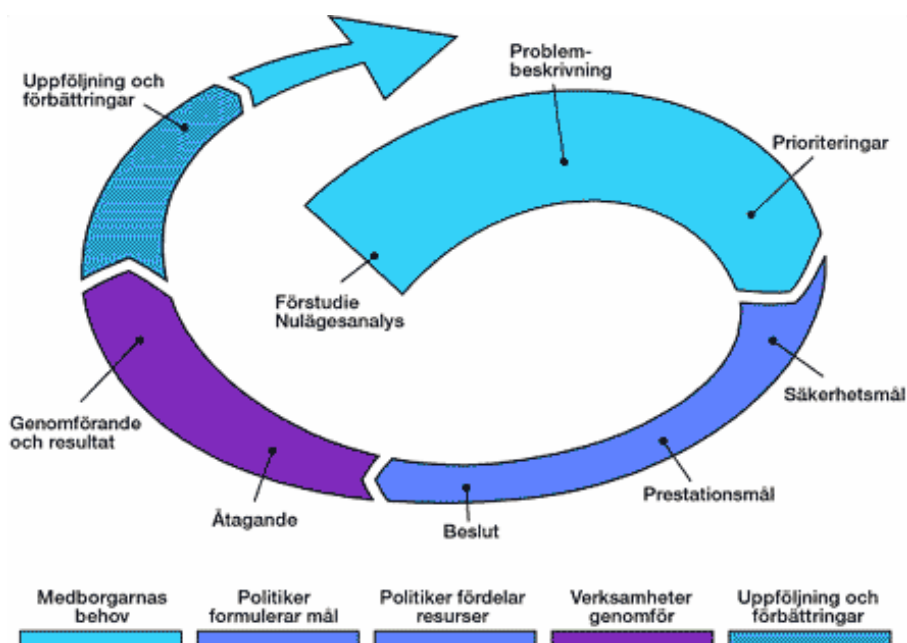 Problem-
beskrivning
Uppföljning och
förbättringar
Prioriteringar
Förstudie
Nulägesanalys
Säkerhetsmål
Genomförande
och resultat
Prestationsmål
Åtagande
Beslut
Medborgarnas
behov
Politiker
formulerar mål
Politiker fördelar
resurser
Verksamheter
genomför
Uppföljning och
förbättringar